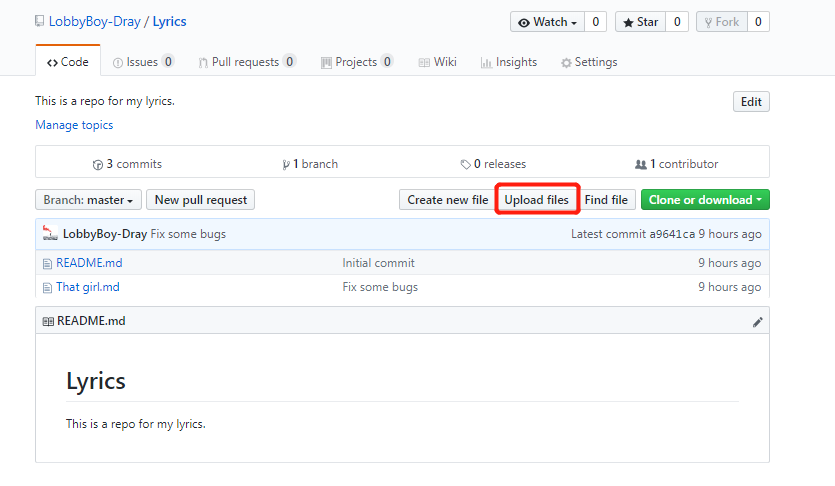 LobbyBoy-Dray / Lyrics Watch 0 Star 0 Fork 0
Code Issues 0 Pull requests 0 Projects 0 Wiki Insights Settings
This is a repo for my lyrics. Edit
Manage topics
3 commits 1 branch 0 releases 1 contributor
Branch: master New pull request Create new file Upload files Find file Clone or download
LobbyBoy-Dray Fix some bugs Latest commit a9641ca 9 hours ago
README.md Initial commit 9 hours ago
That girl.md Fix some bugs 9 hours ago
README.md
Lyrics
This is a repo for my lyrics.